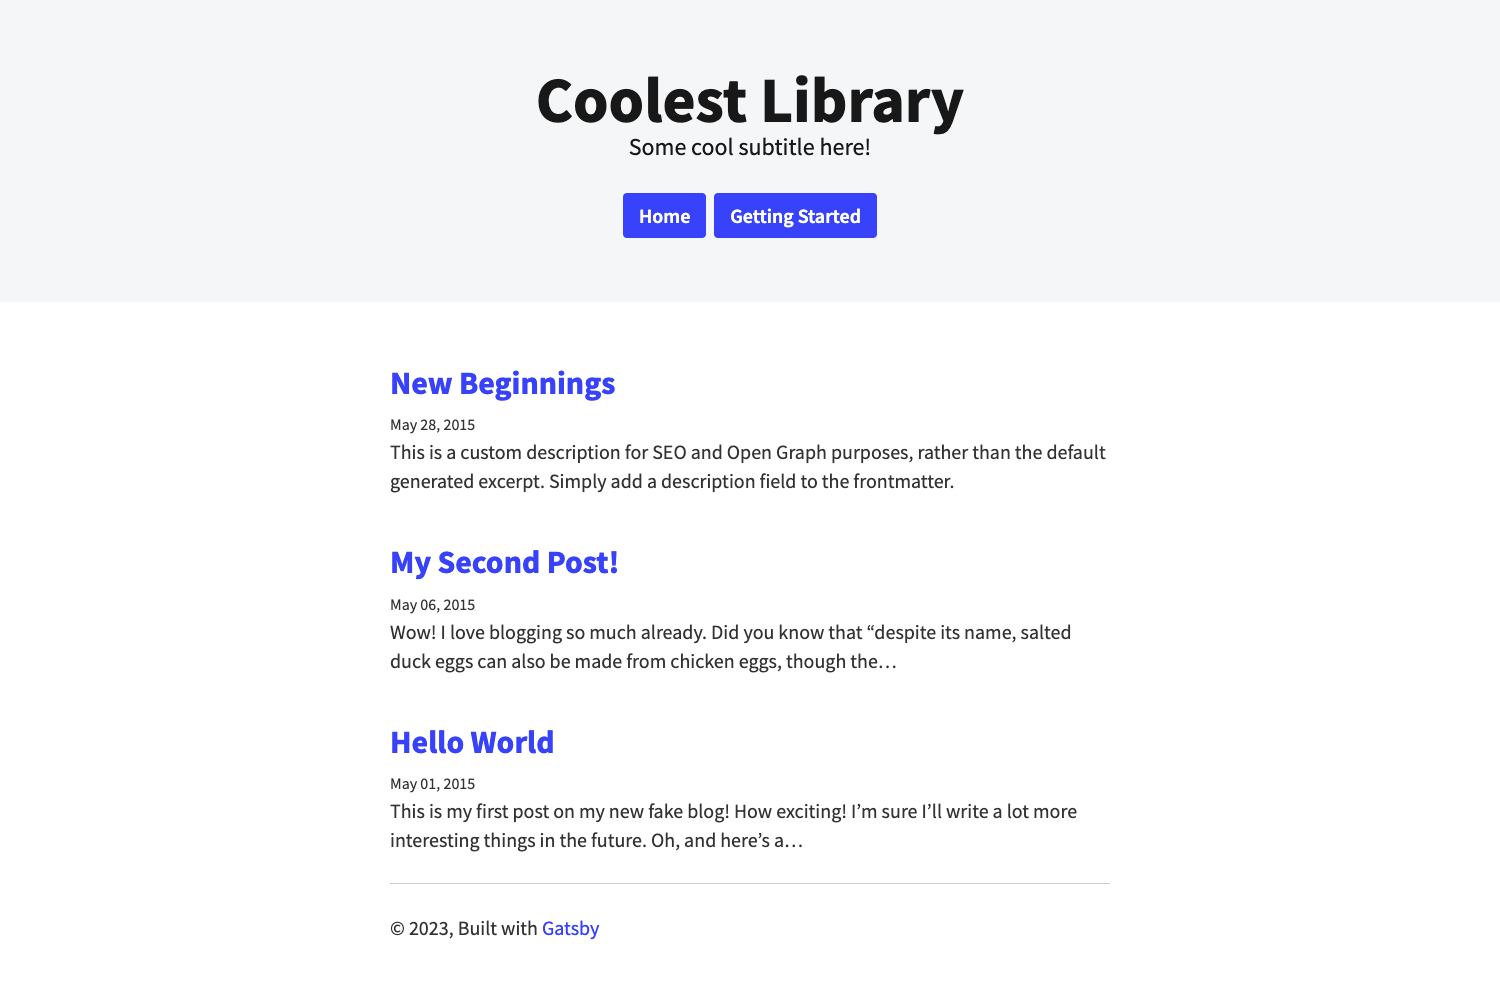 Coolest Library
Some cool subtitle here!
Home Getting Started
New Beginnings
May 28, 2015
This is a custom description for SEO and Open Graph purposes, rather than the default
generated excerpt. Simply add a description field to the frontmatter.
My Second Post!
May 06, 2015
Wow! I love blogging so much already. Did you know that “despite its name, salted
duck eggs can also be made from chicken eggs, though the…
Hello World
May 01, 2015
This is my first post on my new fake blog! How exciting! I’m sure I’ll write a lot more
interesting things in the future. Oh, and here’s a…
© 2023, Built with Gatsby